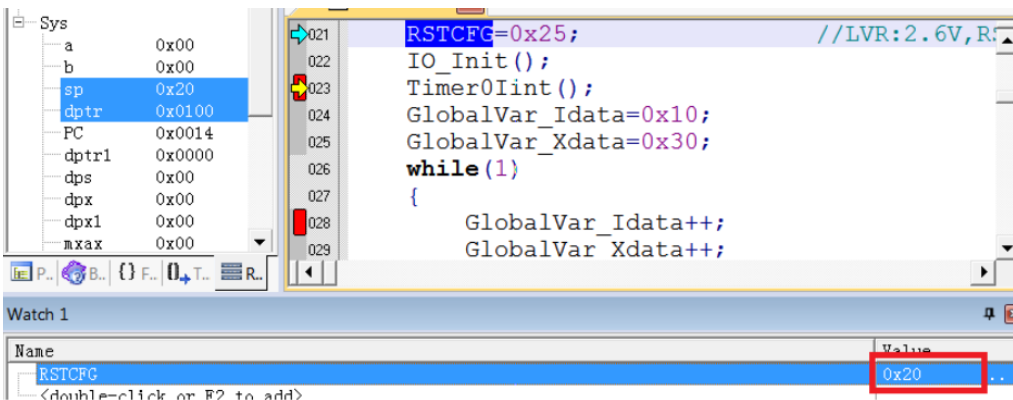 Sys
a 0x00
b 0x00
sp 0x20
dptr 0x0100
PC 0x0014
dptr1 0x0000
dps 0x00
dpx 0x00
dpx1 0x00
mxax 0x00
P.. B.. {} F.. T.. R..
021 RSTCFG=0x25; //LVR:2.6V,RS
022 IO_Init();
023 Timer0Iint();
024 GlobalVar_Idata=0x10;
025 GlobalVar_Xdata=0x30;
026 while(1)
027 {
028 GlobalVar_Idata++;
029 GlobalVar_Xdata++;
Watch 1
Name Value
RSTCFG 0x20 ..
<double-click or F2 to add>